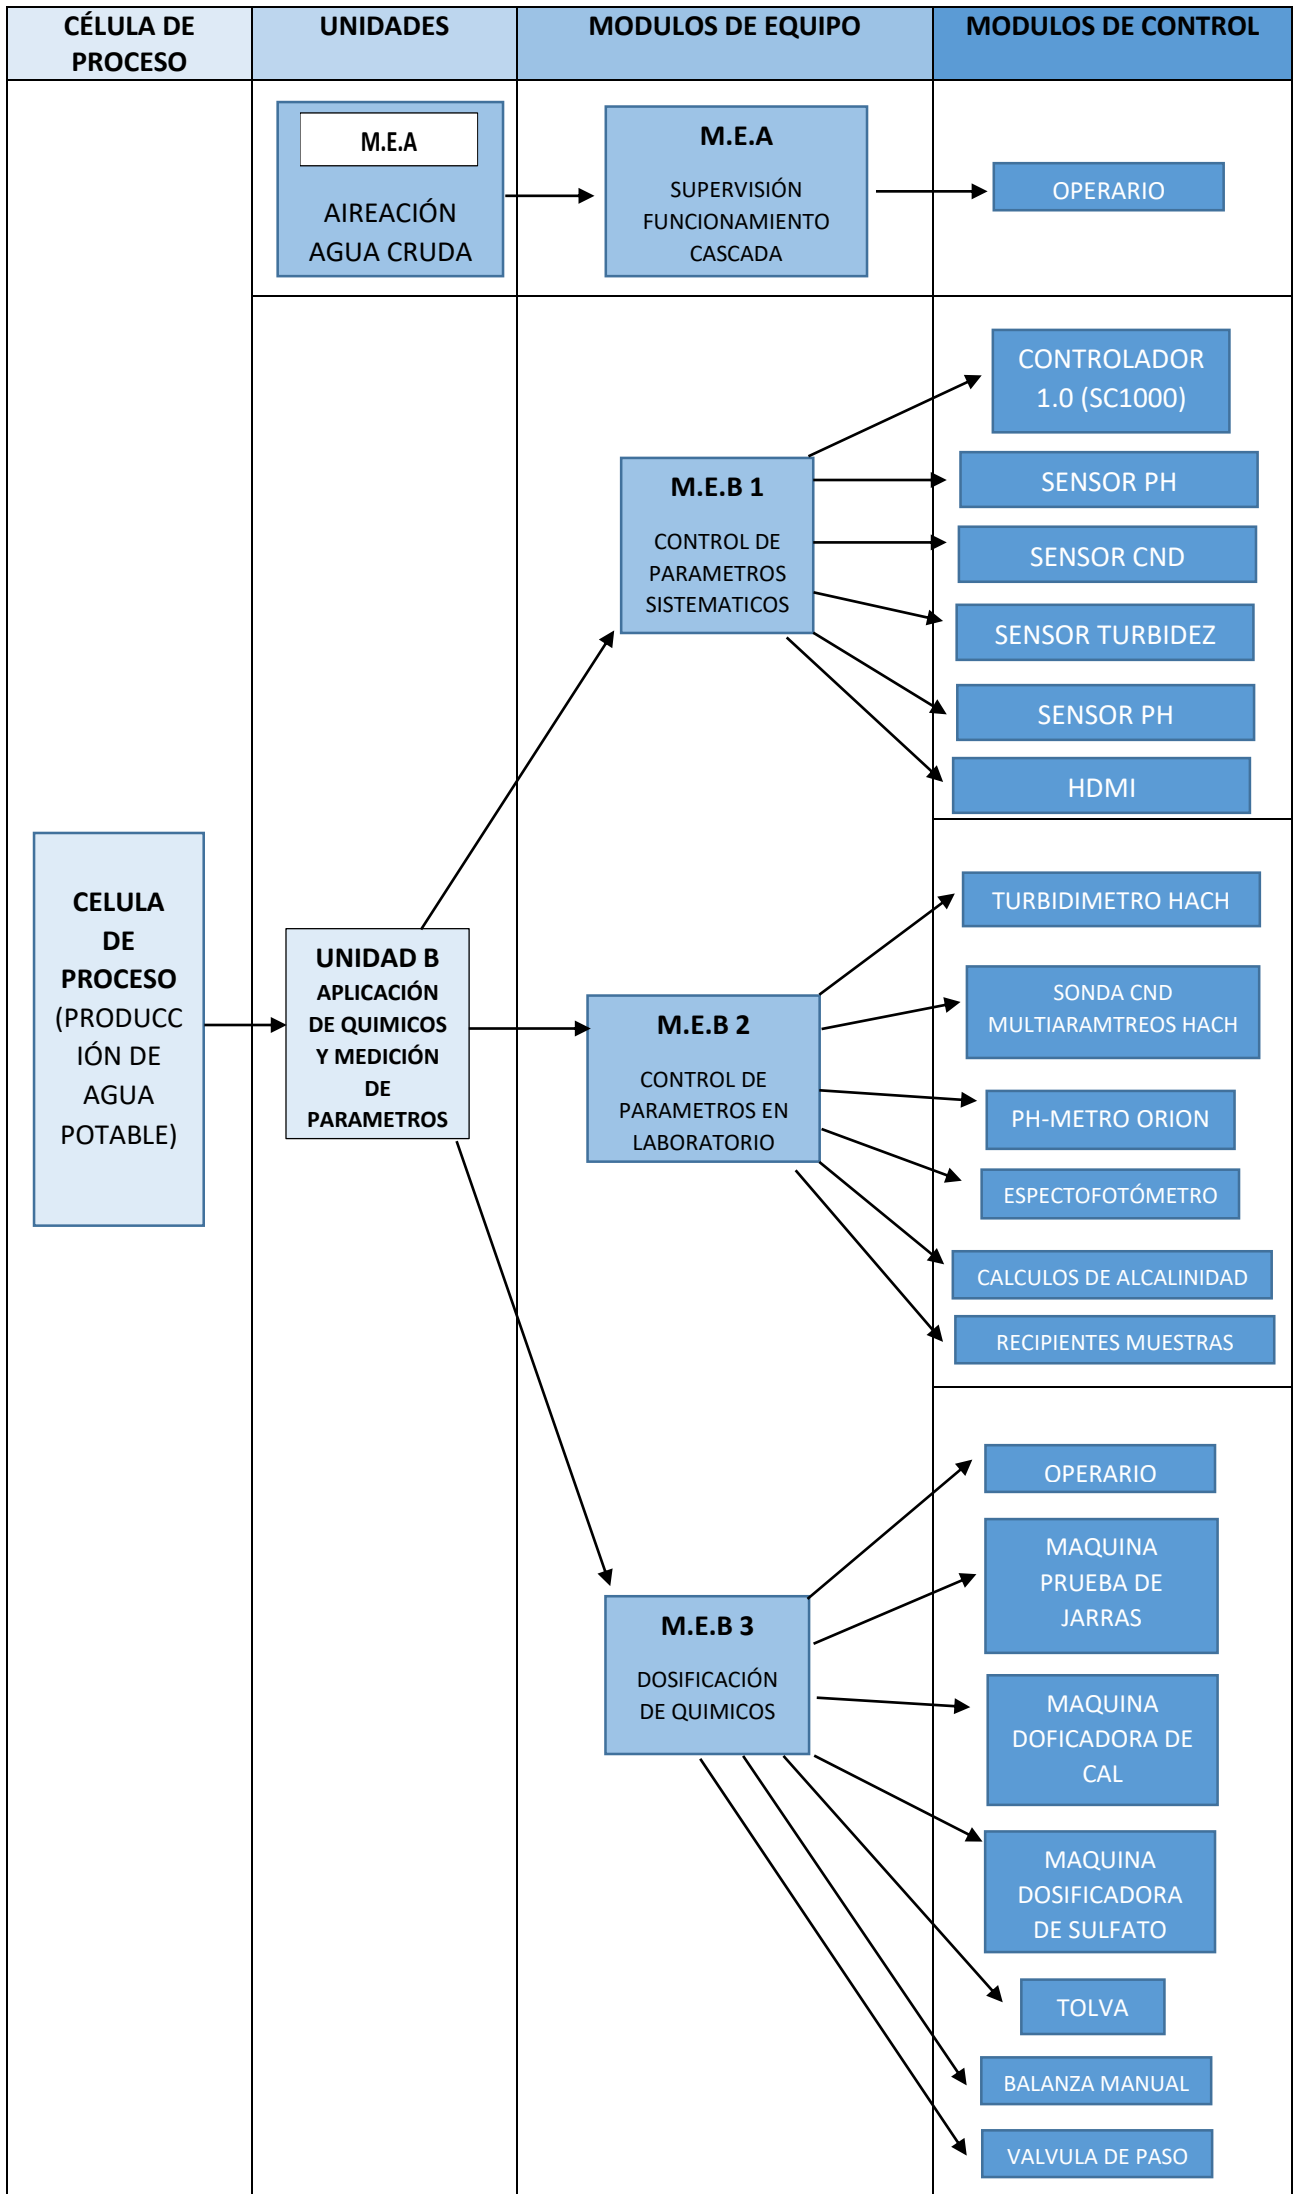 CÉLULA DE
PROCESO
UNIDADES
MODULOS DE EQUIPO
MODULOS DE CONTROL
M.E.A
AIREACIÓN
AGUA CRUDA
M.E.A
SUPERVISIÓN
FUNCIONAMIENTO
CASCADA
OPERARIO
CELULA
DE
PROCESO
(PRODUCC
IÓN DE
AGUA
POTABLE)
UNIDAD B
APLICACIÓN
DE QUIMICOS
Y MEDICIÓN
DE
PARAMETROS
M.E.B 1
CONTROL DE
PARAMETROS
SISTEMATICOS
CONTROLADOR
1.0 (SC1000)
SENSOR PH
SENSOR CND
SENSOR TURBIDEZ
SENSOR PH
HDMI
M.E.B 2
CONTROL DE
PARAMETROS EN
LABORATORIO
TURBIDIMETRO HACH
SONDA CND
MULTIARAMTREOS HACH
PH-METRO ORION
ESPECTOFOTÓMETRO
CALCULOS DE ALCALINIDAD
RECIPIENTES MUESTRAS
M.E.B 3
DOSIFICACIÓN
DE QUIMICOS
OPERARIO
MAQUINA
PRUEBA DE
JARRAS
MAQUINA
DOFICADORA DE
CAL
MAQUINA
DOSIFICADORA
DE SULFATO
TOLVA
BALANZA MANUAL
VALVULA DE PASO